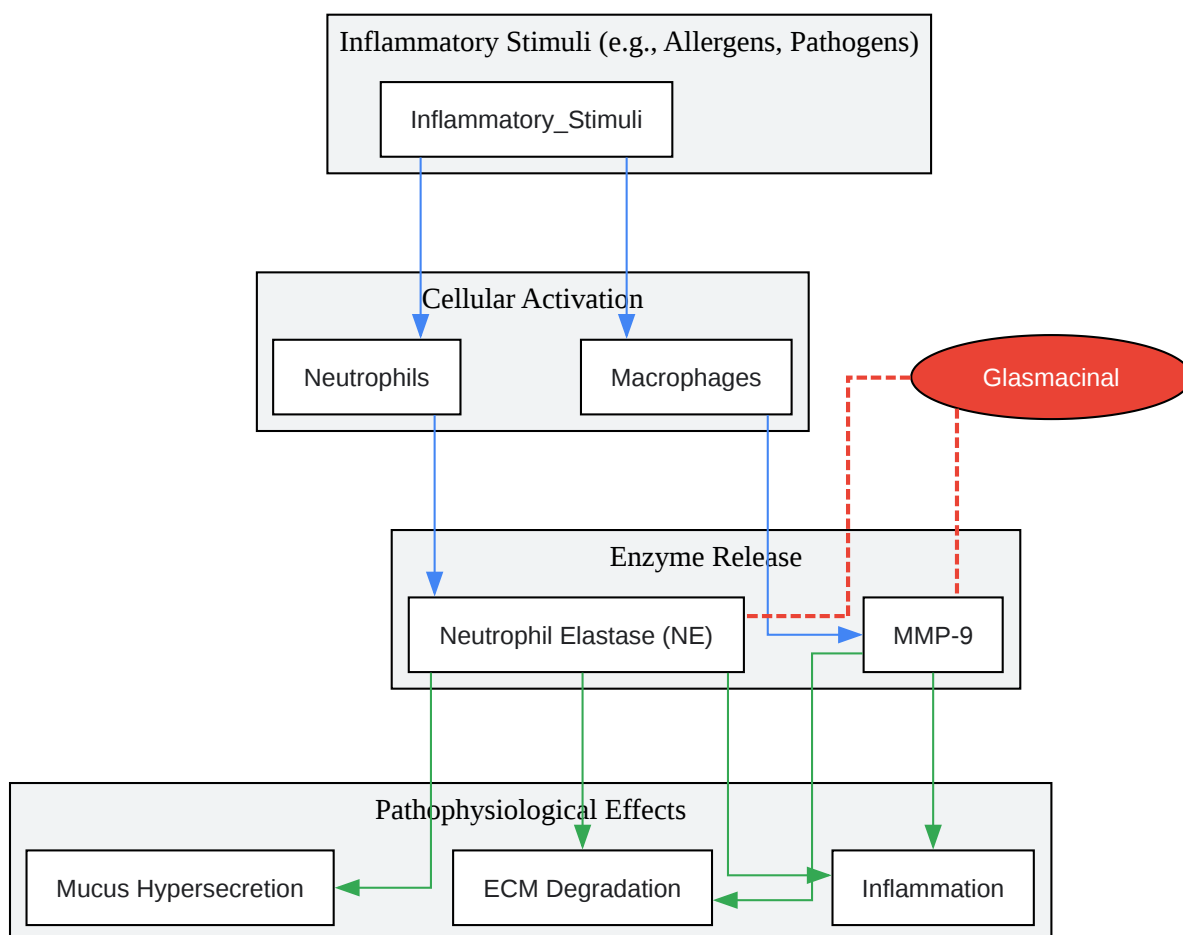 Inflammatory Stimuli (e.g., Allergens, Pathogens)
Inflammatory_Stimuli
Cellular Activation
Neutrophils
Macrophages
Glasmacinal
Enzyme Release
Neutrophil Elastase (NE)
MMP-9
Pathophysiological Effects
Mucus Hypersecretion
ECM Degradation
Inflammation